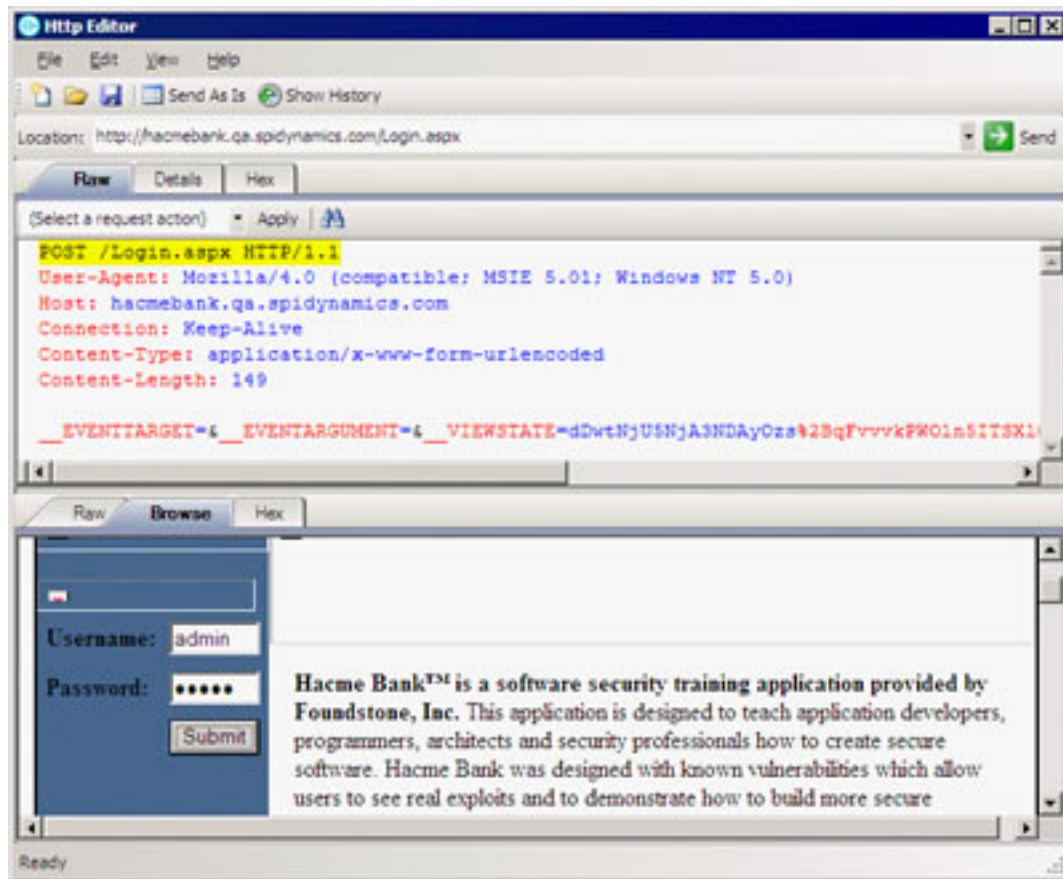 Http Editor
File Edit View Help
Send As Is Show History
Location: http://hacmebank.qa.spidynamics.com/Login.aspx Send
Raw Details Hex
(Select a request action) Apply
POST /Login.aspx HTTP/1.1
User-Agent: Mozilla/4.0 (compatible; MSIE 5.01; Windows NT 5.0)
Host: hacmebank.qa.spidynamics.com
Connection: Keep-Alive
Content-Type: application/x-www-form-urlencoded
Content-Length: 149
__EVENTTARGET=&__EVENTARGUMENT=&__VIEWSTATE=
Raw Browse Hex
Username: admin
Password: •••••
Submit
Hacme Bank™ is a software security training application provided by
Foundstone, Inc. This application is designed to teach application developers,
programmers, architects and security professionals how to create secure
software. Hacme Bank was designed with known vulnerabilities which allow
users to see real exploits and to demonstrate how to build more secure
Ready